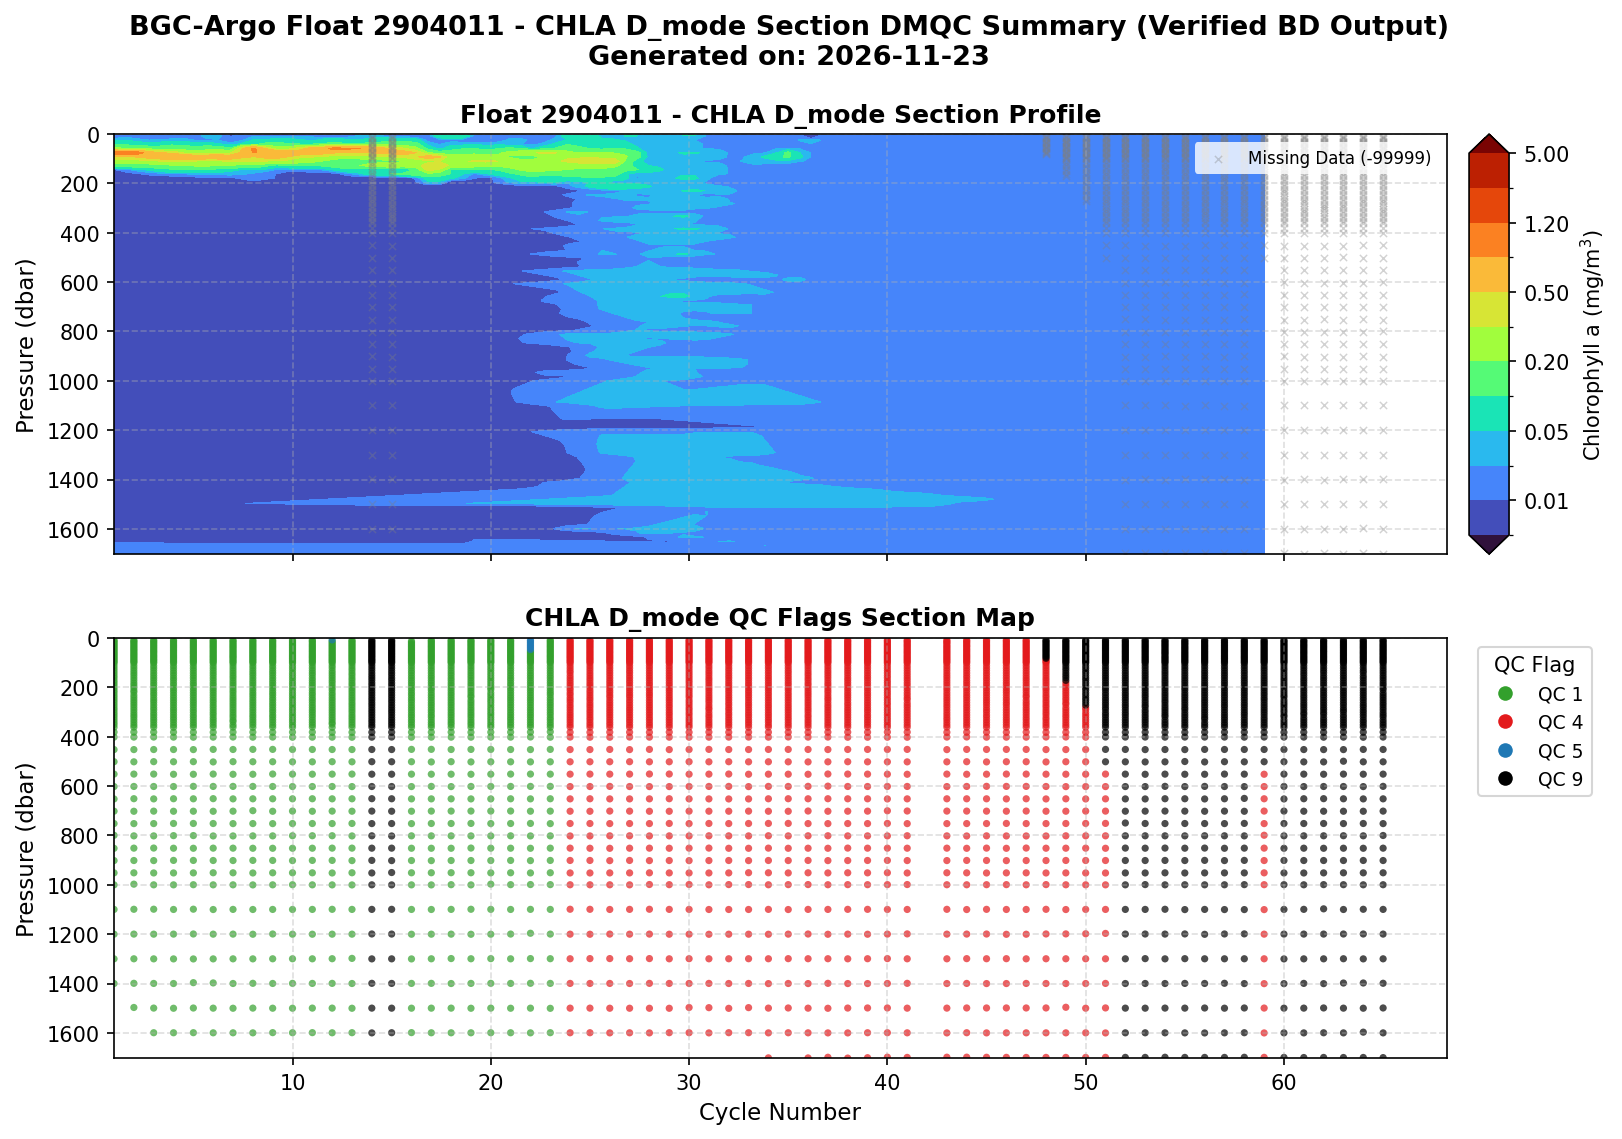 BGC-Argo Float 2904011 - CHLA D_mode Section DMQC Summary (Verified BD Output)
Generated on: 2026-11-23
Float 2904011 - CHLA D_mode Section Profile
Pressure (dbar)
0
200
400
600
800
1000
1200
1400
1600
Missing Data (-99999)
5.00
1.20
0.50
0.20
0.05
0.01
Chlorophyll a (mg/m³)
CHLA D_mode QC Flags Section Map
Pressure (dbar)
0
200
400
600
800
1000
1200
1400
1600
10 20 30 40 50 60
Cycle Number
QC Flag
QC 1
QC 4
QC 5
QC 9